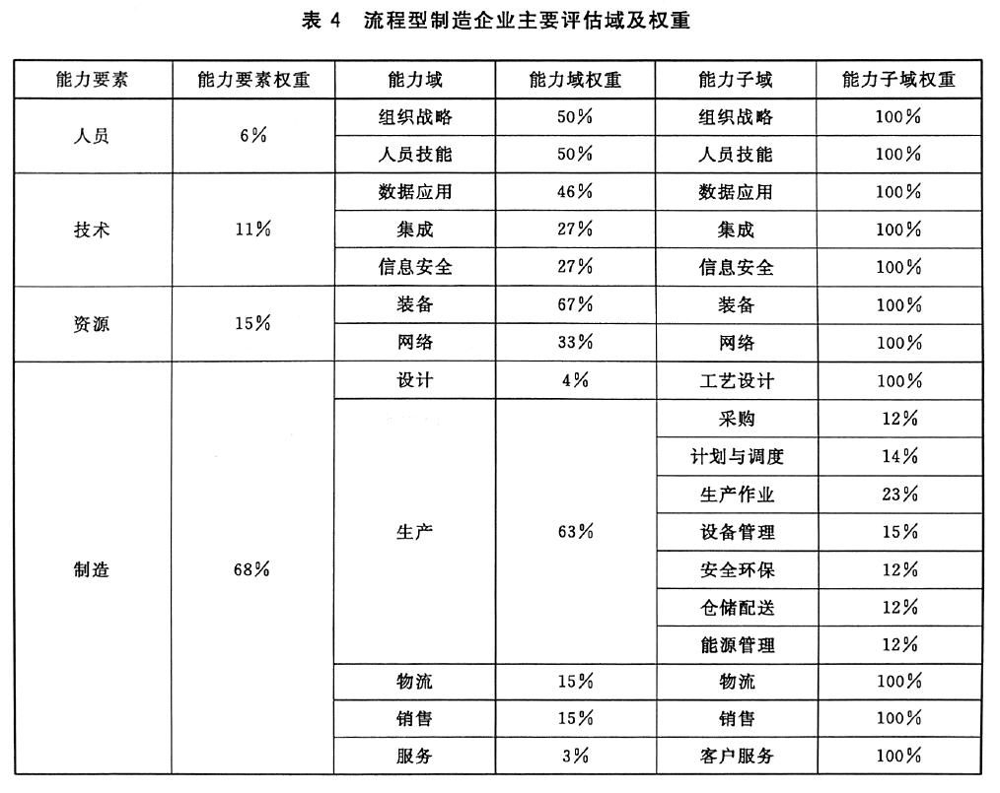 表 4 流程型制造企业主要评估域及权重
能力要素 能力要素权重 能力域 能力域权重 能力子域 能力子域权重
人员 6% 组织战略 50% 组织战略 100%
人员技能 50% 人员技能 100%
技术 11% 数据应用 46% 数据应用 100%
集成 27% 集成 100%
信息安全 27% 信息安全 100%
资源 15% 装备 67% 装备 100%
网络 33% 网络 100%
制造 68% 设计 4% 工艺设计 100%
生产 63% 采购 12%
计划与调度 14%
生产作业 23%
设备管理 15%
安全环保 12%
仓储配送 12%
能源管理 12%
物流 15% 物流 100%
销售 15% 销售 100%
服务 3% 客户服务 100%